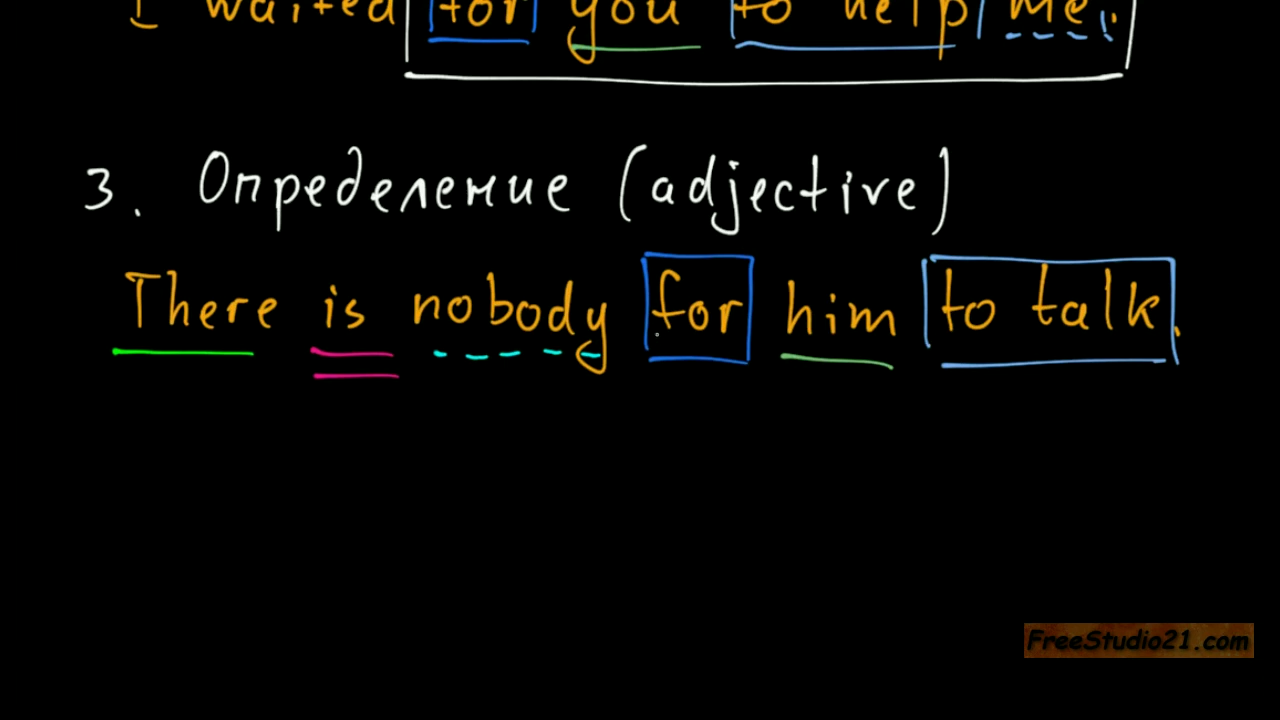 I waited for you to help me.
3. Определение (adjective)
There is nobody for him to talk.
FreeStudio21.com